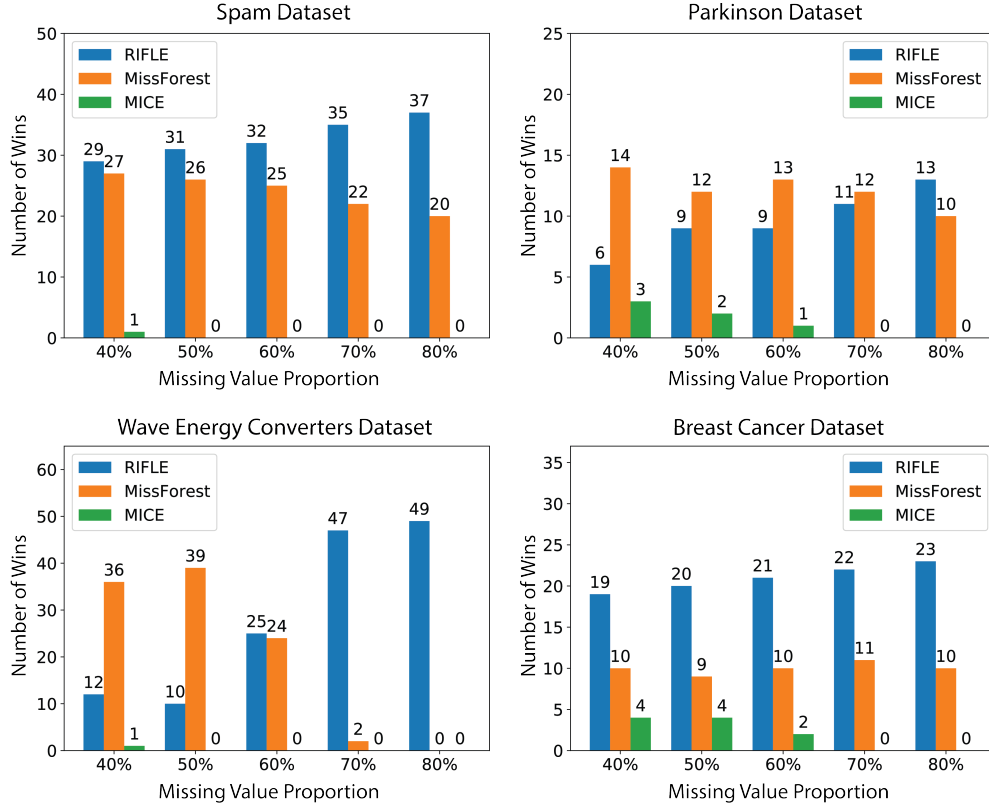 Spam Dataset
50
40
30
20
10
0
Number of Wins
RIFLE
MissForest
MICE
29 27 1
31 26 0
32 25 0
35 22 0
37 20 0
40% 50% 60% 70% 80%
Missing Value Proportion
Parkinson Dataset
25
20
15
10
5
0
Number of Wins
RIFLE
MissForest
MICE
6 14 3
9 12 2
9 13 1
11 12 0
13 10 0
40% 50% 60% 70% 80%
Missing Value Proportion
Wave Energy Converters Dataset
60
50
40
30
20
10
0
Number of Wins
RIFLE
MissForest
MICE
12 36 1
10 39 0
25 24 0
47 2 0
49 0 0
40% 50% 60% 70% 80%
Missing Value Proportion
Breast Cancer Dataset
35
30
25
20
15
10
5
0
Number of Wins
RIFLE
MissForest
MICE
19 10 4
20 9 4
21 10 2
22 11 0
23 10 0
40% 50% 60% 70% 80%
Missing Value Proportion